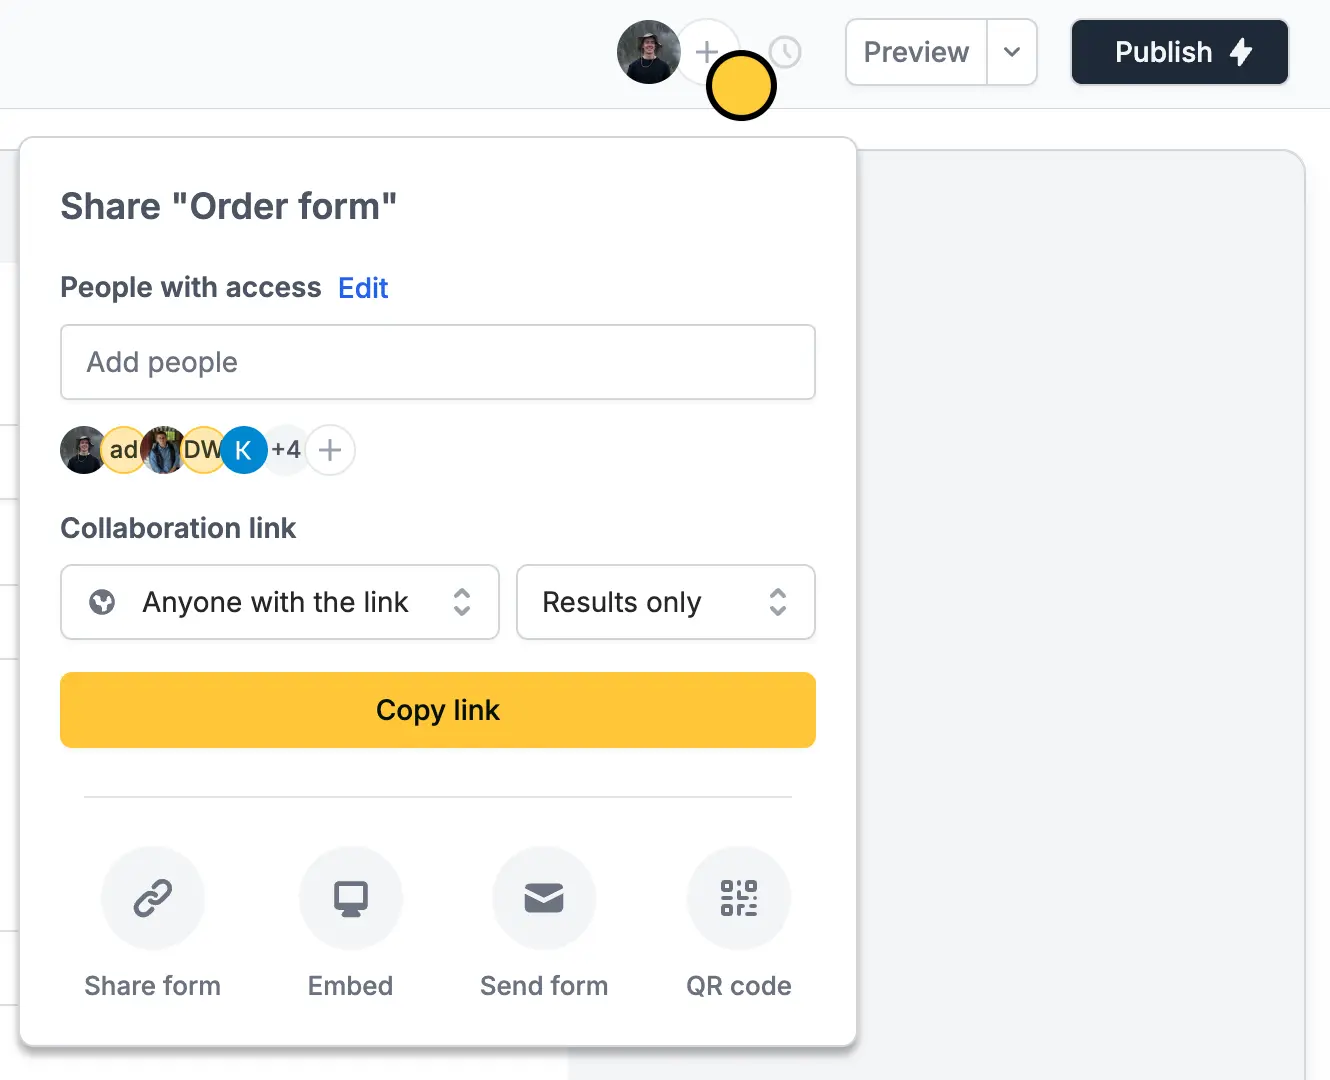 Preview
Publish
Share "Order form"
People with access Edit
Add people
ad DW K +4
Collaboration link
Anyone with the link Results only
Copy link
Share form Embed Send form QR code